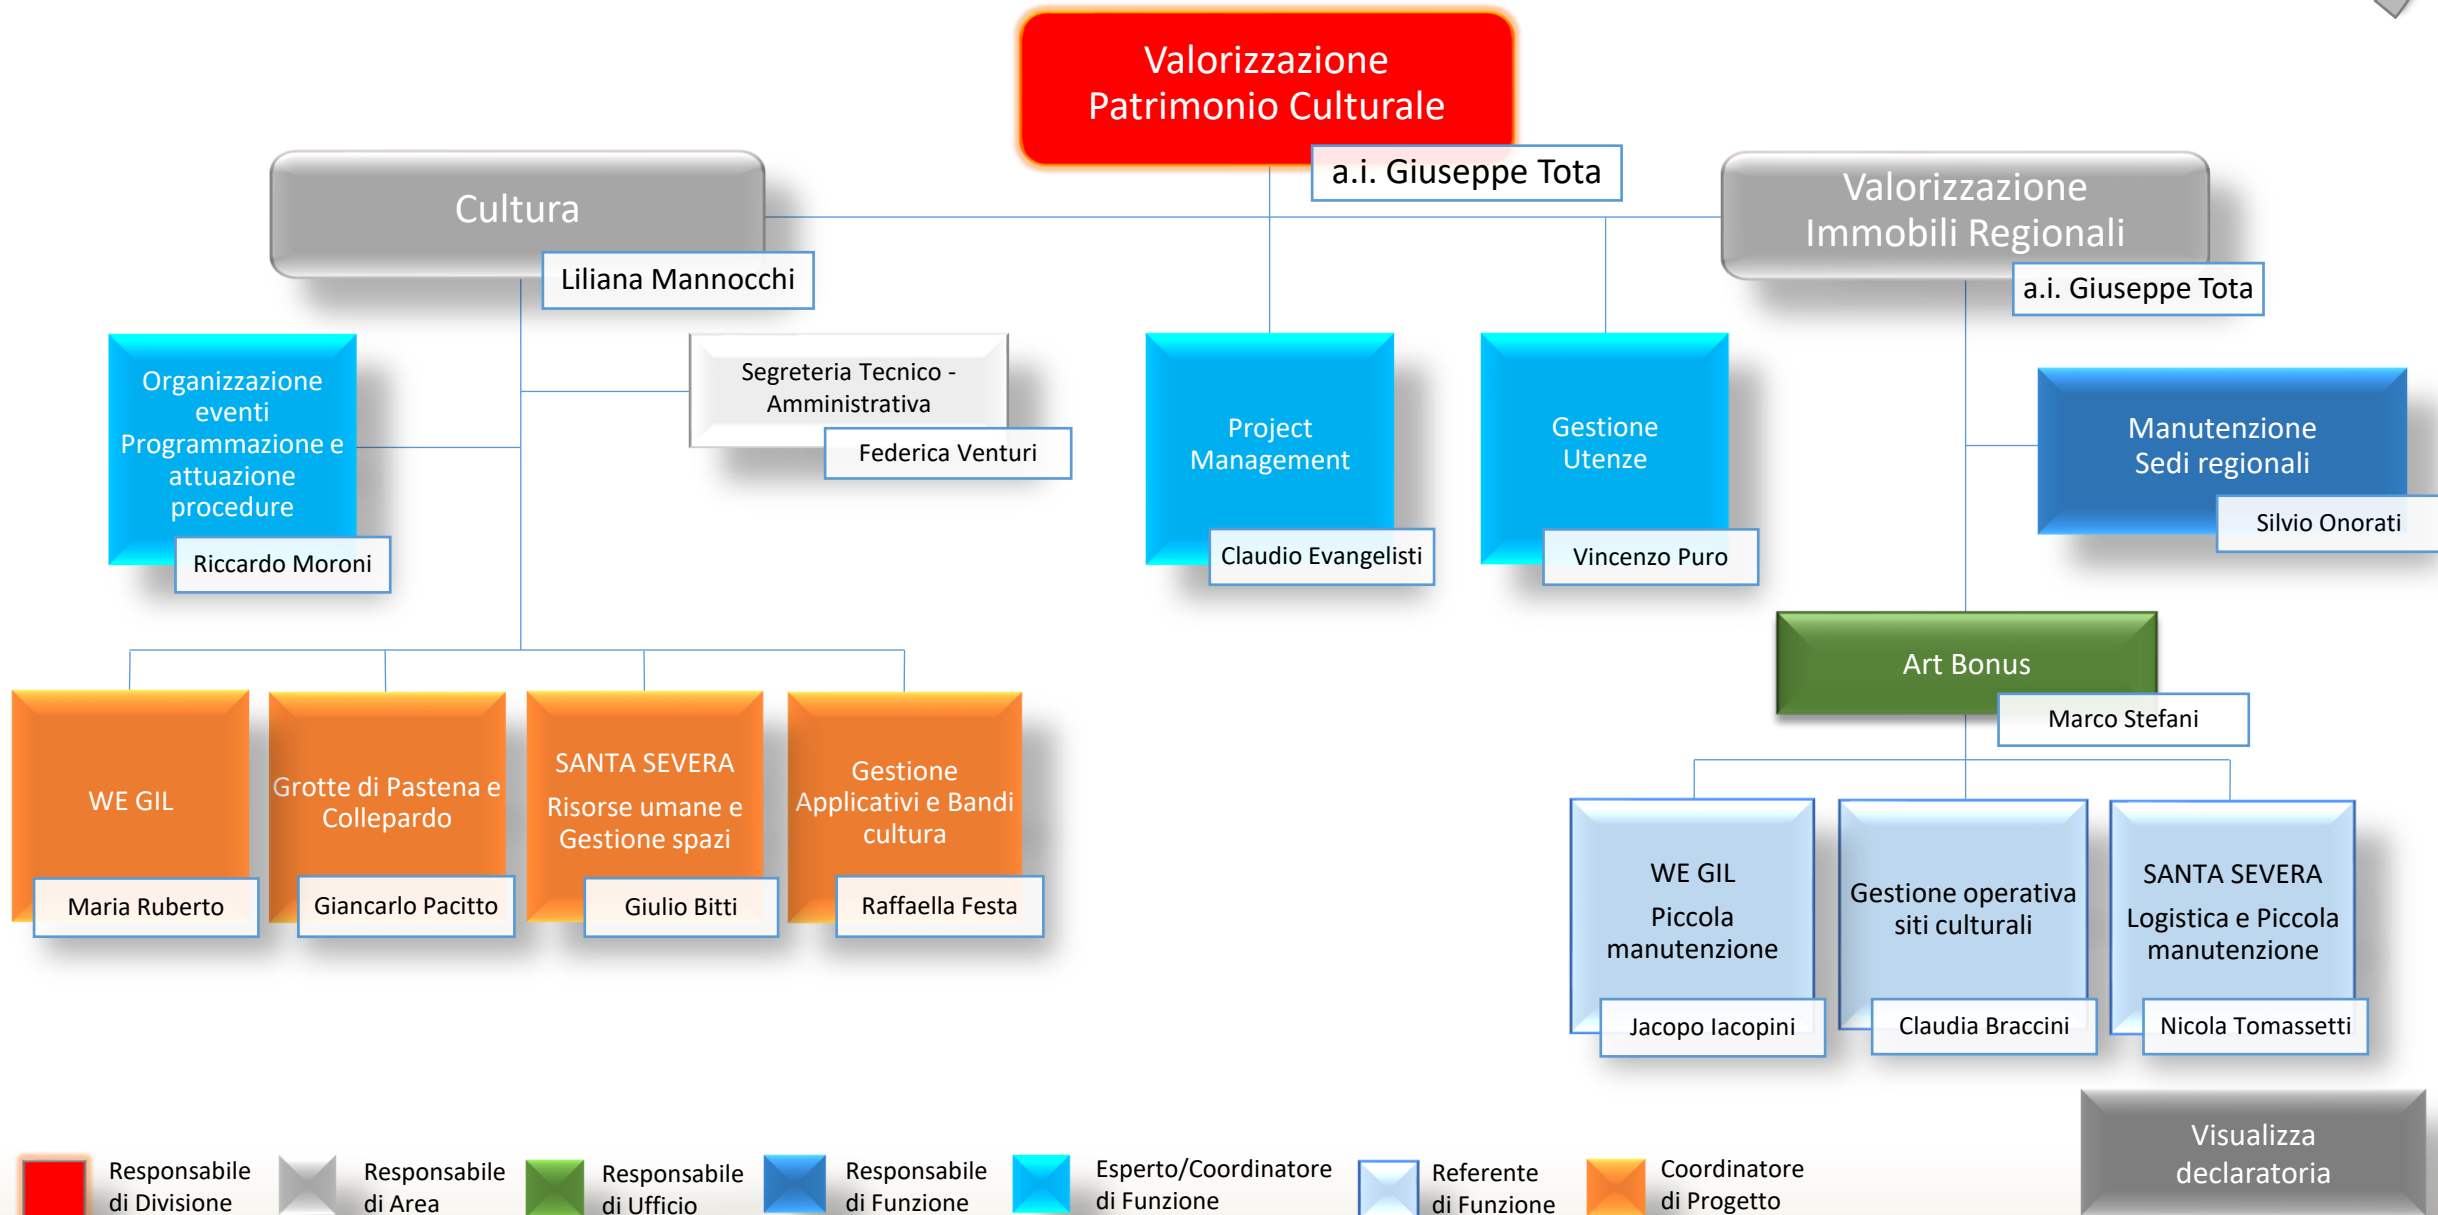 Valorizzazione
Patrimonio Culturale
a.i. Giuseppe Tota
Cultura
Liliana Mannocchi
Valorizzazione
Immobili Regionali
a.i. Giuseppe Tota
Organizzazione
eventi
Programmazione e
attuazione
procedure
Riccardo Moroni
Segreteria Tecnico -
Amministrativa
Federica Venturi
Project
Management
Claudio Evangelisti
Gestione
Utenze
Vincenzo Puro
Manutenzione
Sedi regionali
Silvio Onorati
Art Bonus
Marco Stefani
WE GIL
Maria Ruberto
Grotte di Pastena e
Collepardo
Giancarlo Pacitto
SANTA SEVERA
Risorse umane e
Gestione spazi
Giulio Bitti
Gestione
Applicativi e Bandi
cultura
Raffaella Festa
WE GIL
Piccola
manutenzione
Jacopo Iacopini
Gestione operativa
siti culturali
Claudia Braccini
SANTA SEVERA
Logistica e Piccola
manutenzione
Nicola Tomassetti
Visualizza
declaratoria
Responsabile
di Divisione
Responsabile
di Area
Responsabile
di Ufficio
Responsabile
di Funzione
Esperto/Coordinatore
di Funzione
Referente
di Funzione
Coordinatore
di Progetto